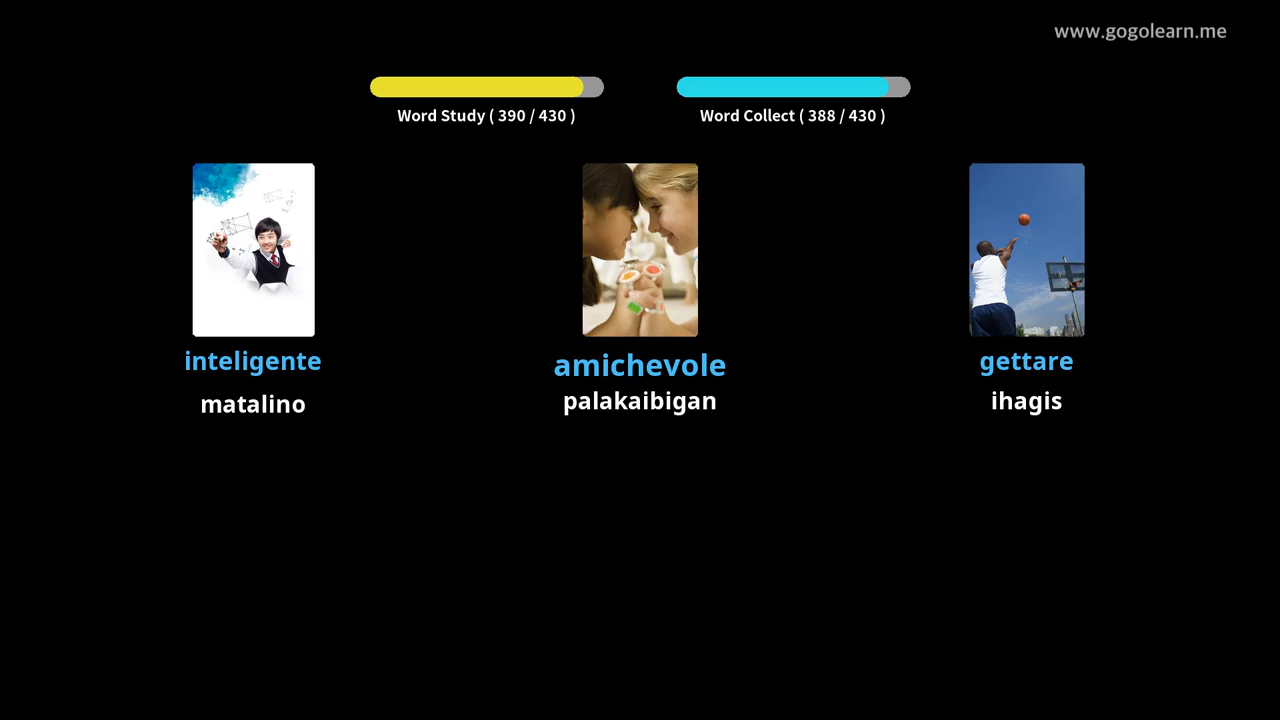 www.gogolearn.me
Word Study ( 390 / 430 )
Word Collect ( 388 / 430 )
inteligente
matalino
amichevole
palakaibigan
gettare
ihagis